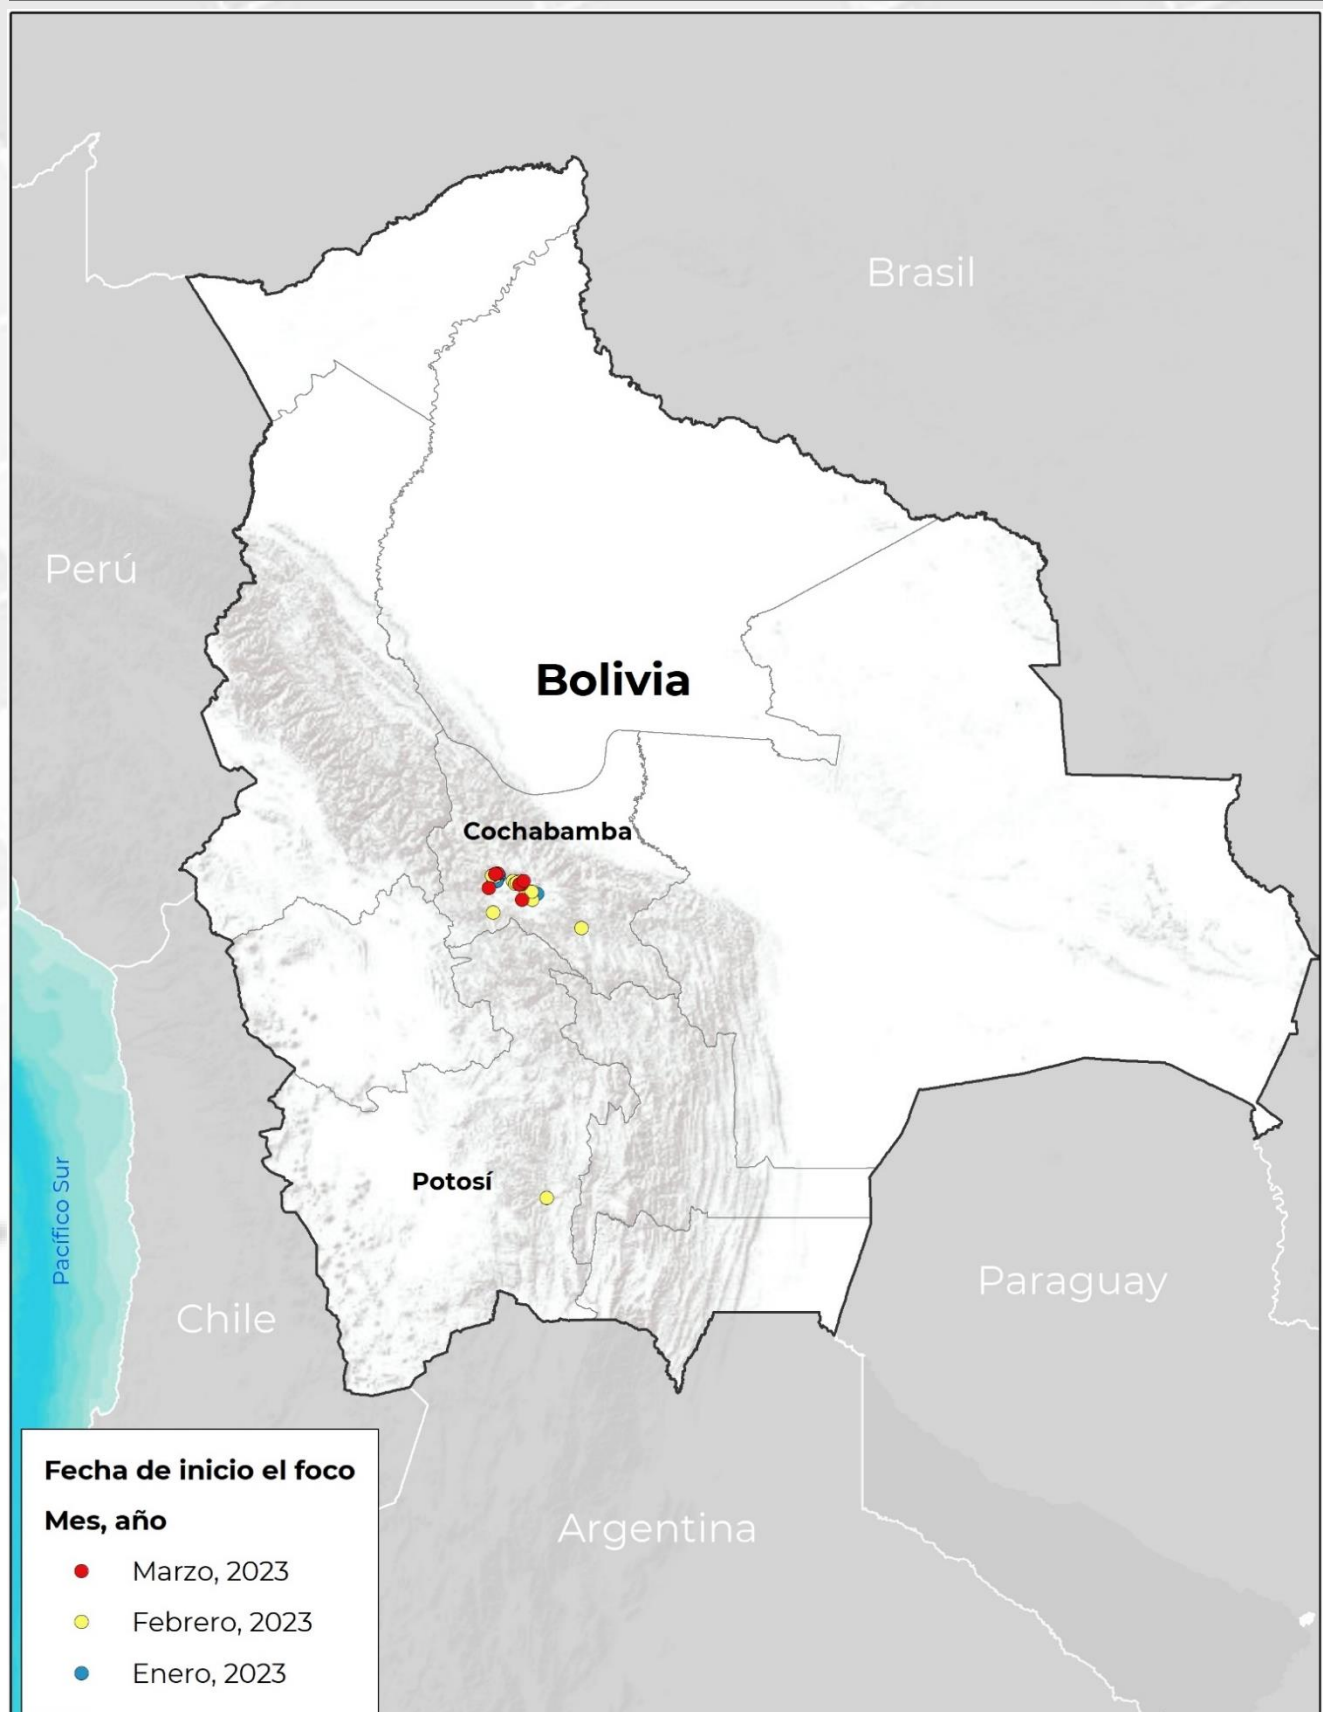 Brasil
Perú
Bolivia
Cochabamba
Potosí
Pacífico Sur
Paraguay
Chile
Argentina
Fecha de inicio el foco
Mes, año
Marzo, 2023
Febrero, 2023
Enero, 2023